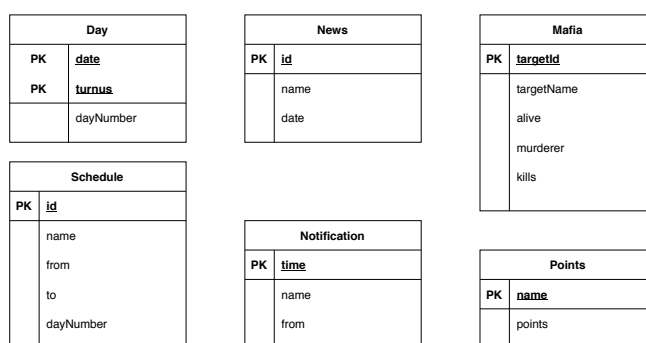 Day
PK date
PK turnus
dayNumber
News
PK id
name
date
Mafia
PK targetId
targetName
alive
murderer
kills
Schedule
PK id
name
from
to
dayNumber
Notification
PK time
name
from
Points
PK name
points